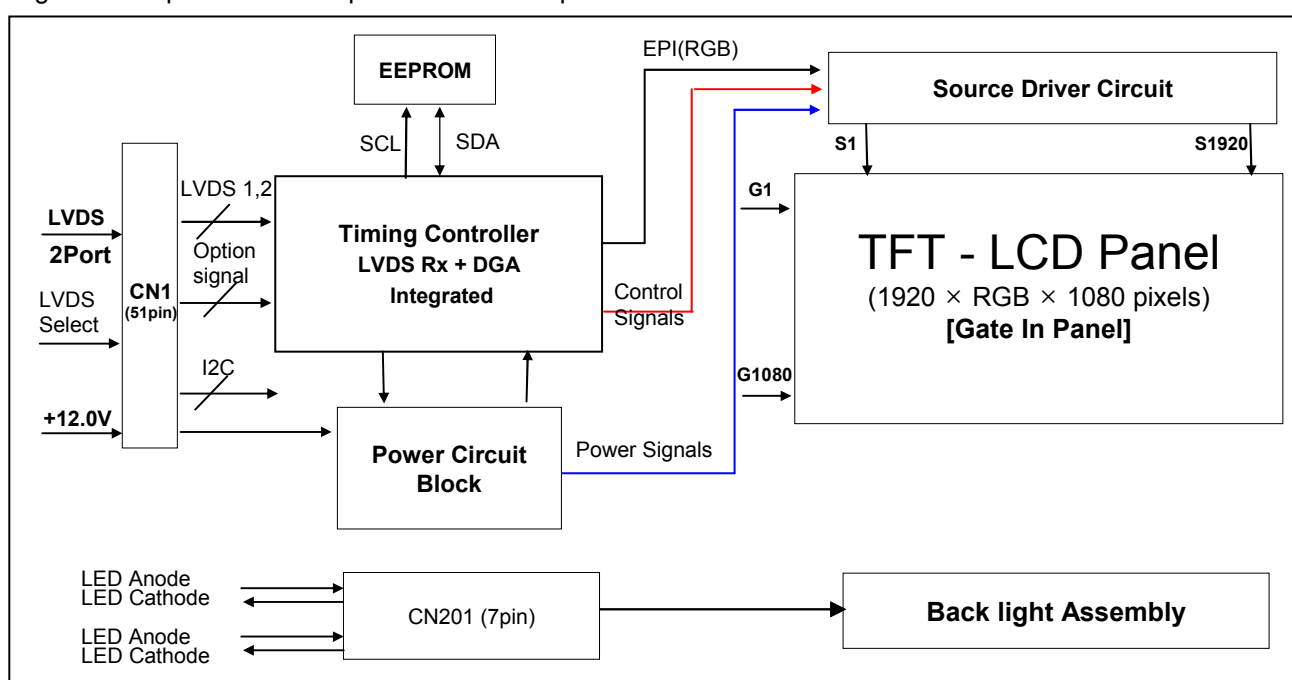 EEPROM
SCL
SDA
EPI(RGB)
Source Driver Circuit
S1
S1920
LVDS
2Port
LVDS
Select
+12.0V
CN1
(51pin)
LVDS 1,2
Option
signal
I2C
Timing Controller
LVDS Rx + DGA
Integrated
Control
Signals
Power Circuit
Block
Power Signals
G1
G1080
TFT - LCD Panel
(1920 × RGB × 1080 pixels)
[Gate In Panel]
LED Anode
LED Cathode
LED Anode
LED Cathode
CN201 (7pin)
Back light Assembly